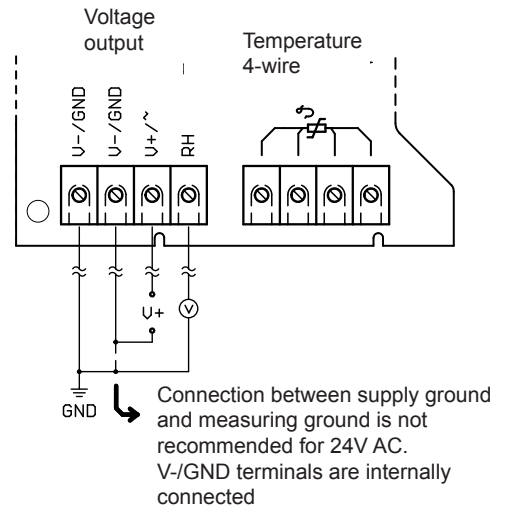 Voltage
output
Temperature
4-wire
V-/GND
V-/GND
V+/~
RH
V+
V
GND
Connection between supply ground
and measuring ground is not
recommended for 24V AC.
V-/GND terminals are internally
connected